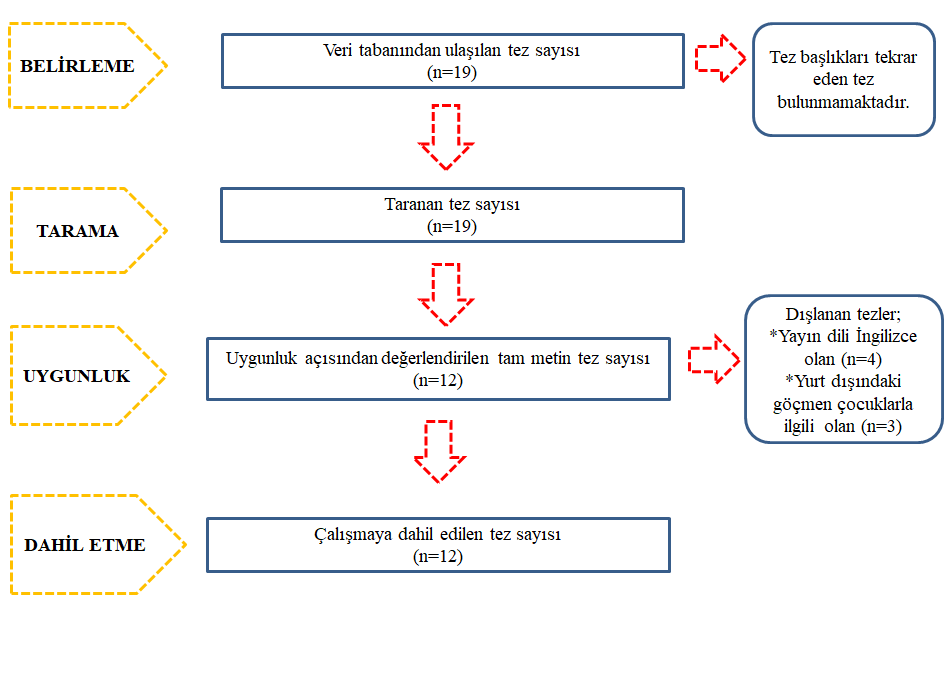 BELİRLEME
Veri tabanından ulaşılan tez sayısı
(n=19)
Tez başlıkları tekrar
eden tez
bulunmamaktadır.
TARAMA
Taranan tez sayısı
(n=19)
UYGUNLUK
Uygunluk açısından değerlendirilen tam metin tez sayısı
(n=12)
Dışlanan tezler;
*Yayın dili İngilizce
olan (n=4)
*Yurt dışındaki
göçmen çocuklarla
ilgili olan (n=3)
DAHİL ETME
Çalışmaya dahil edilen tez sayısı
(n=12)